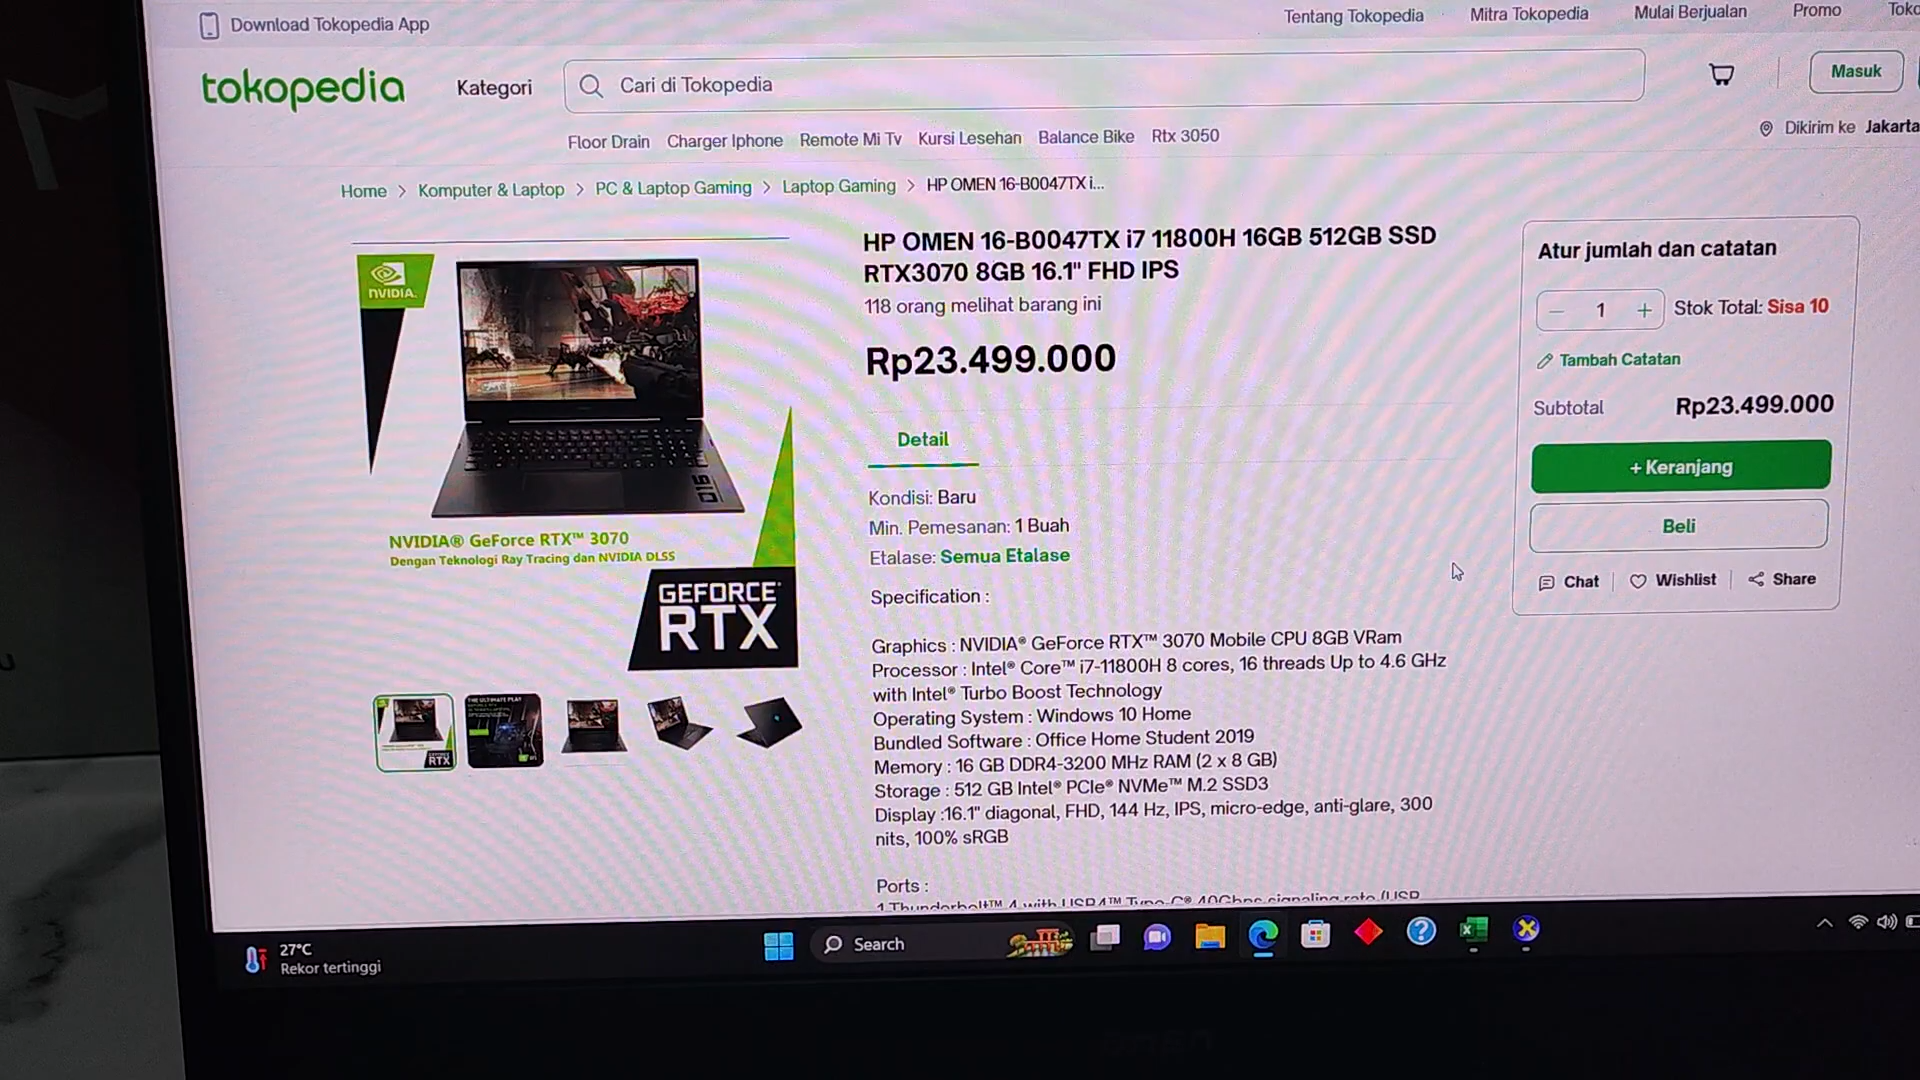 Download Tokopedia App
Tentang Tokopedia
Mitra Tokopedia
Mulai Berjualan
Promo
tokopedia
Kategori
Cari di Tokopedia
Masuk
Floor Drain
Charger Iphone
Remote Mi Tv
Kursi Lesehan
Balance Bike
Rtx 3050
Dikirim ke Jakarta
Home > Komputer & Laptop > PC & Laptop Gaming > Laptop Gaming > HP OMEN 16-B0047TX i...
NVIDIA.
NVIDIA® GeForce RTX™ 3070
Dengan Teknologi Ray Tracing dan NVIDIA DLSS
GEFORCE
RTX
HP OMEN 16-B0047TX i7 11800H 16GB 512GB SSD
RTX3070 8GB 16.1" FHD IPS
118 orang melihat barang ini
Rp23.499.000
Detail
Kondisi: Baru
Min. Pemesanan: 1 Buah
Etalase: Semua Etalase
Specification :
Graphics : NVIDIA® GeForce RTX™ 3070 Mobile CPU 8GB VRam
Processor : Intel® Core™ i7-11800H 8 cores, 16 threads Up to 4.6 GHz
with Intel® Turbo Boost Technology
Operating System : Windows 10 Home
Bundled Software : Office Home Student 2019
Memory : 16 GB DDR4-3200 MHz RAM (2 x 8 GB)
Storage : 512 GB Intel® PCIe® NVMe™ M.2 SSD3
Display :16.1" diagonal, FHD, 144 Hz, IPS, micro-edge, anti-glare, 300
nits, 100% sRGB
Ports :
1 Thunderbolt™ 4 with USB4™ Type-C® 40Gbps signaling rate (USB
Atur jumlah dan catatan
1
Stok Total: Sisa 10
Tambah Catatan
Subtotal
Rp23.499.000
+ Keranjang
Beli
Chat
Wishlist
Share
27°C
Rekor tertinggi
Search